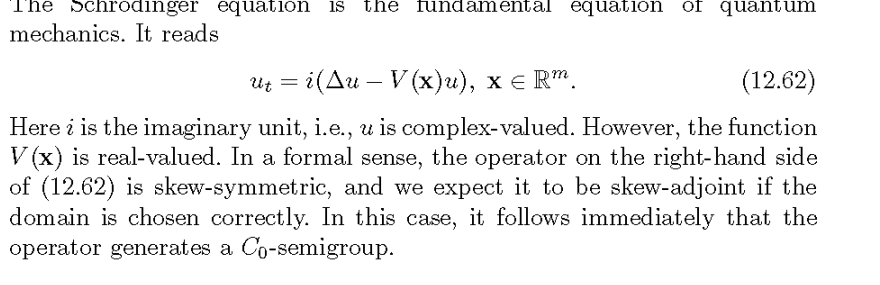 The Schrödinger equation is the fundamental equation of quantum
mechanics. It reads
u_t = i(Δu − V(𝐱)u), 𝐱 ∈ ℝ^m. (12.62)
Here i is the imaginary unit, i.e., u is complex-valued. However, the function
V(𝐱) is real-valued. In a formal sense, the operator on the right-hand side
of (12.62) is skew-symmetric, and we expect it to be skew-adjoint if the
domain is chosen correctly. In this case, it follows immediately that the
operator generates a C₀-semigroup.